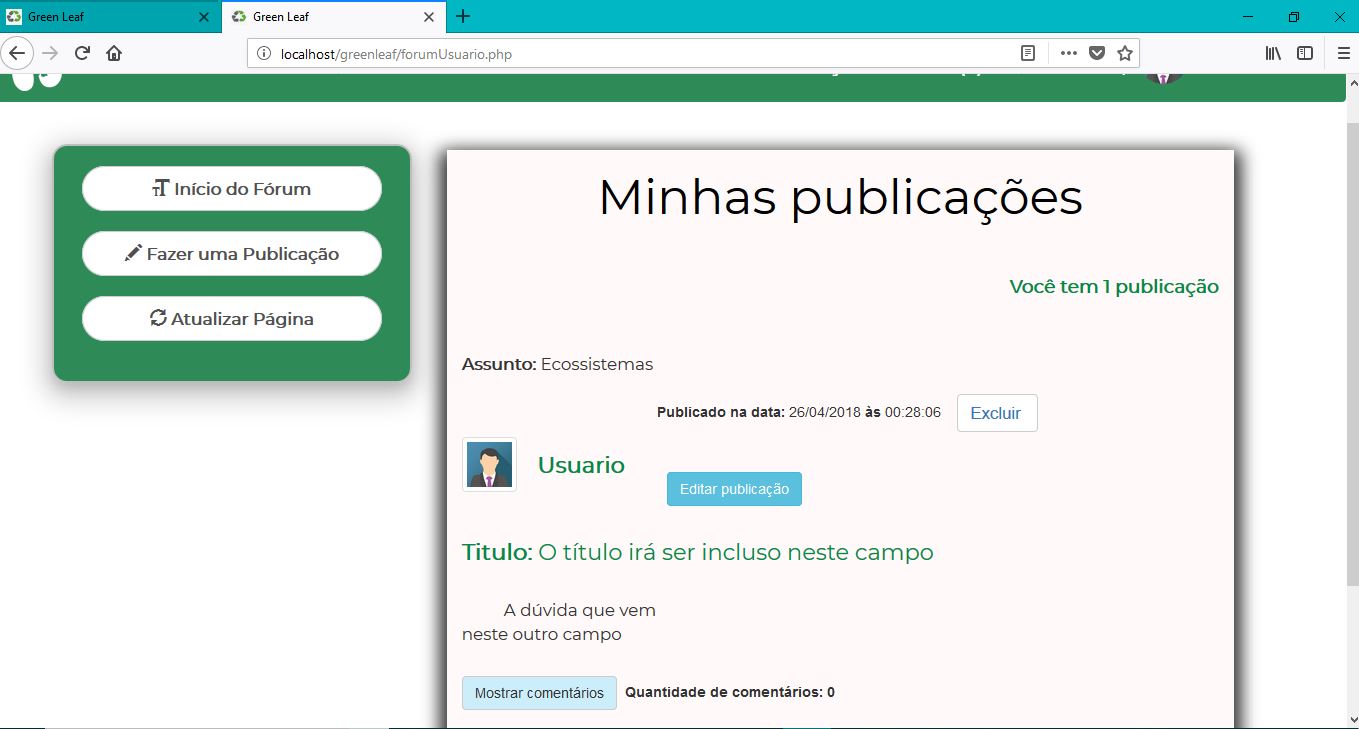 Green Leaf
Green Leaf
localhost/greenleaf/forumUsuario.php
Início do Fórum
Fazer uma Publicação
Atualizar Página
Minhas publicações
Você tem 1 publicação
Assunto: Ecossistemas
Publicado na data: 26/04/2018 às 00:28:06 Excluir
Usuario
Editar publicação
Titulo: O título irá ser incluso neste campo
A dúvida que vem
neste outro campo
Mostrar comentários Quantidade de comentários: 0